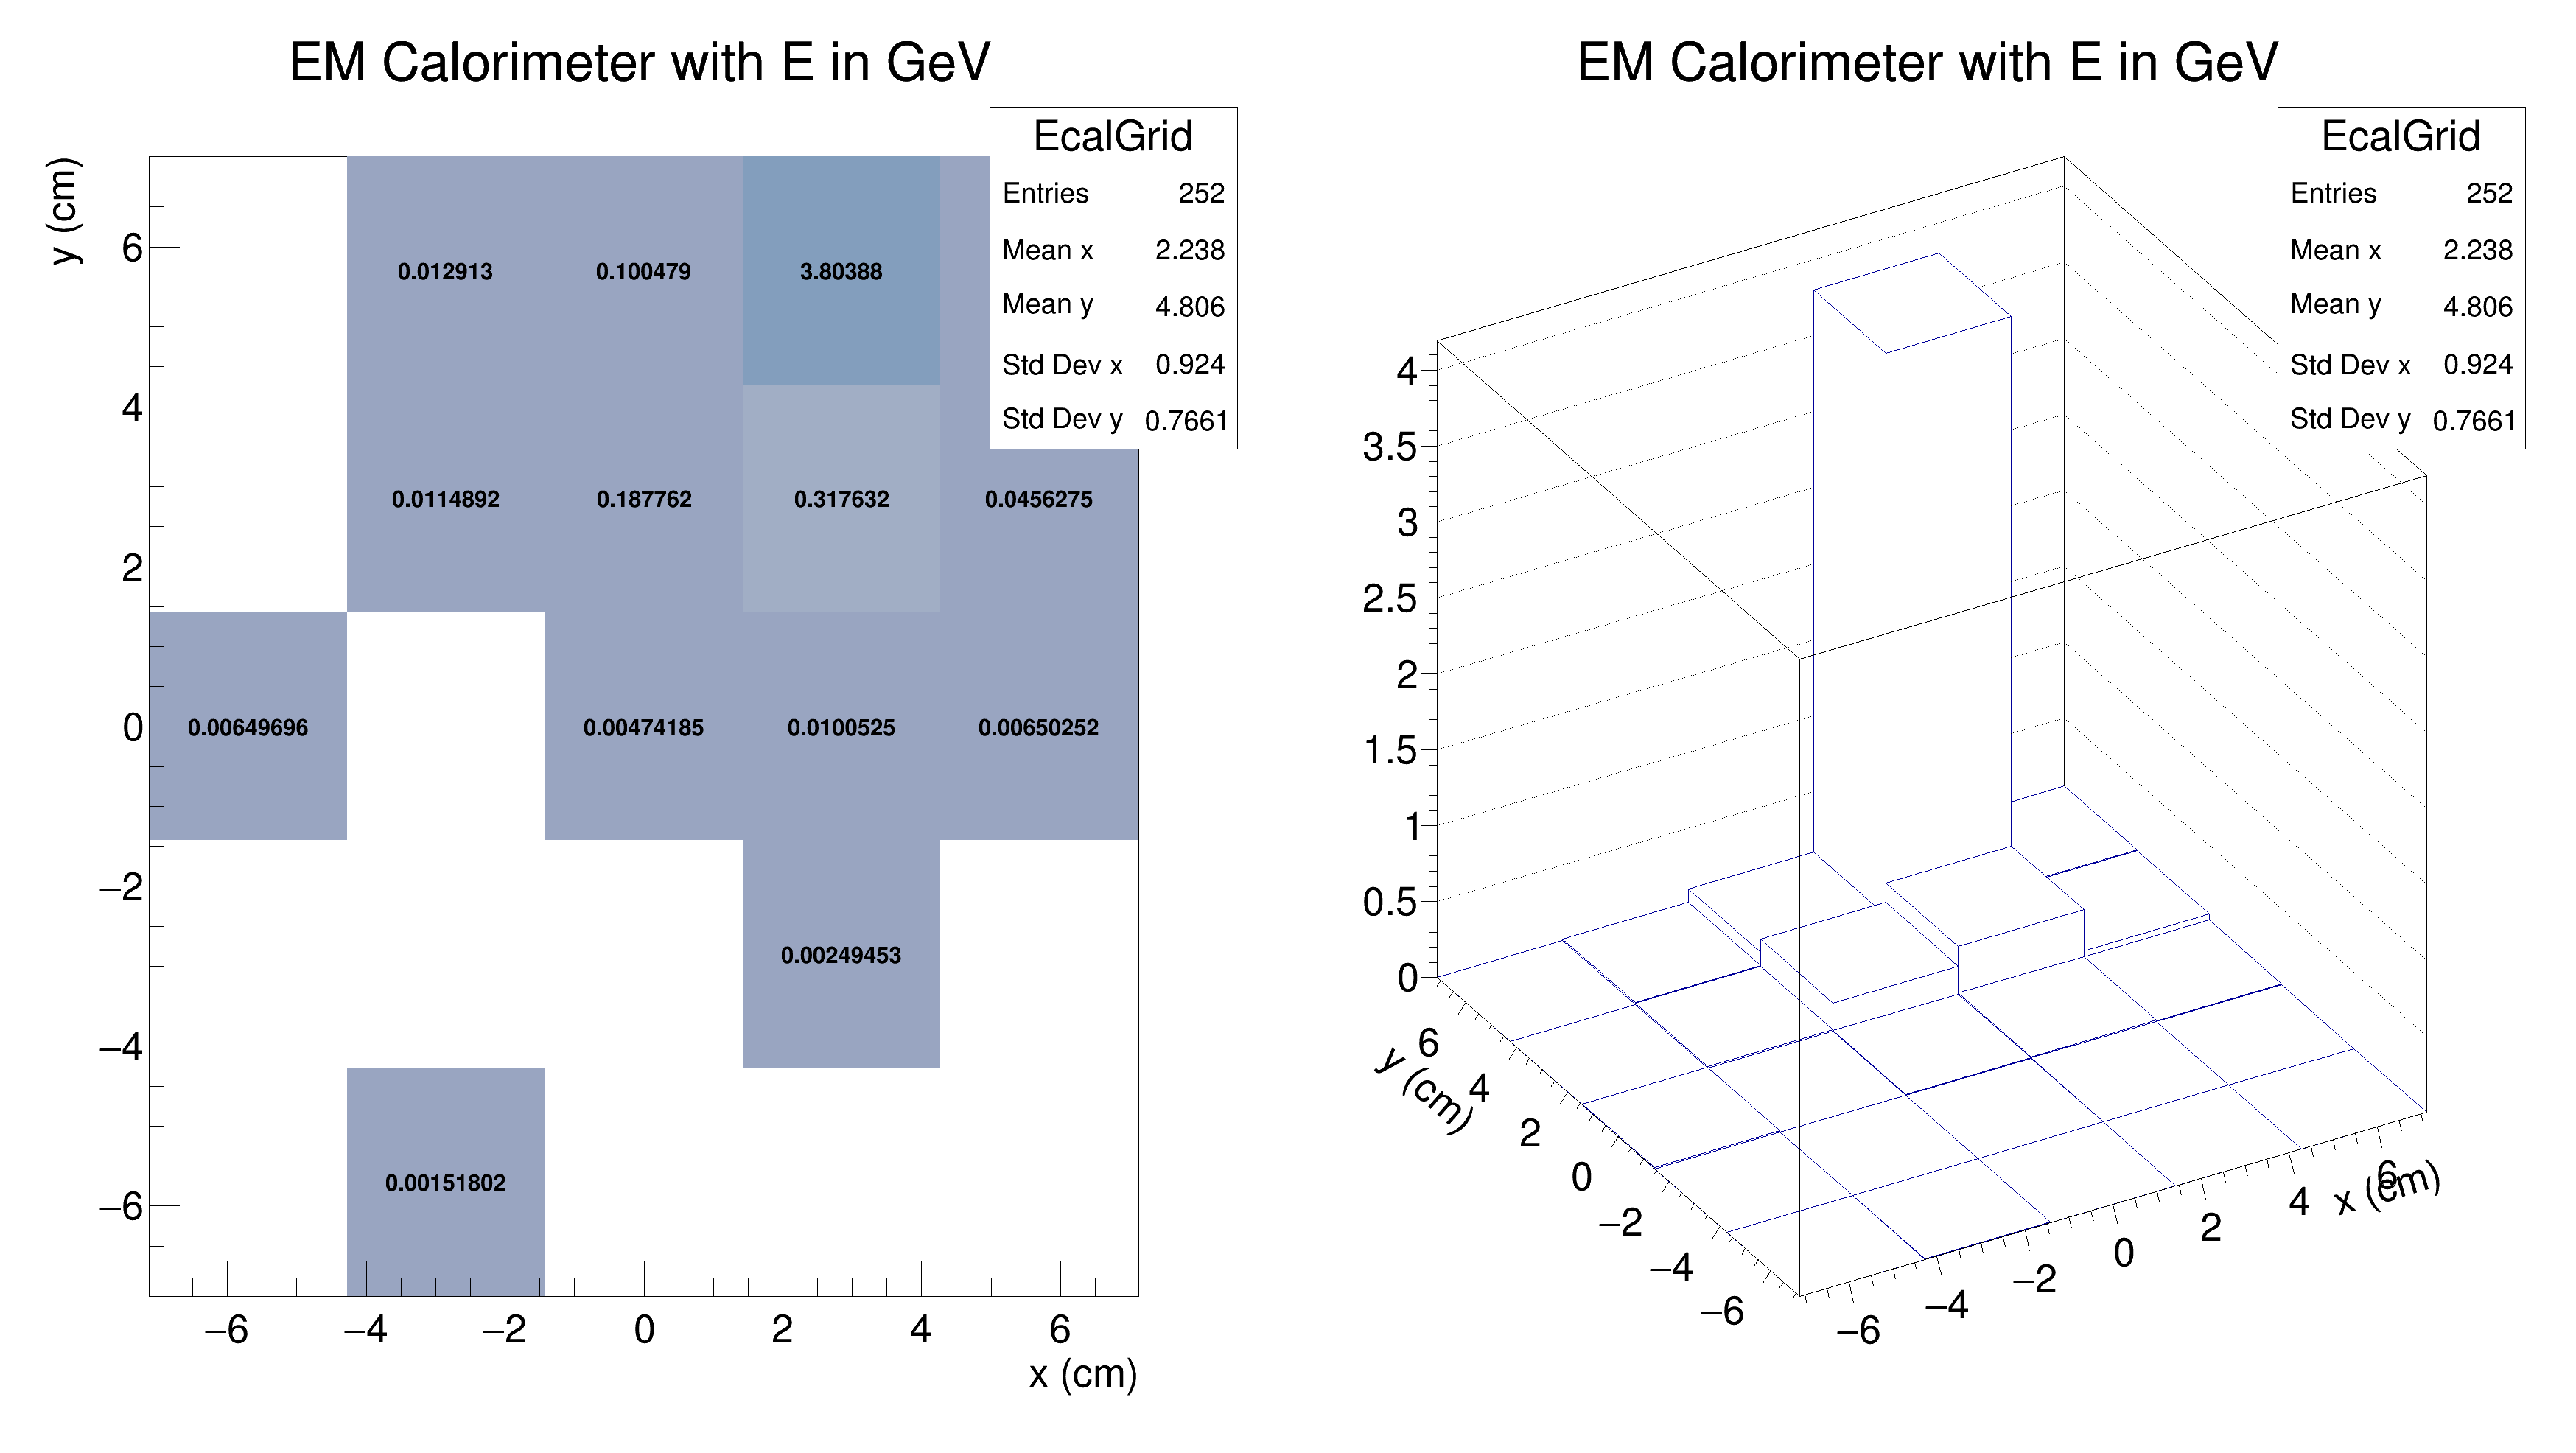 EM Calorimeter with E in GeV
y (cm)
EcalGrid
Entries 252
Mean x 2.238
Mean y 4.806
Std Dev x 0.924
Std Dev y 0.7661
6
4
2
0
−2
−4
−6
0.012913 0.100479 3.80388
0.0114892 0.187762 0.317632 0.0456275
0.00649696 0.00474185 0.0100525 0.00650252
0.00249453
0.00151802
−6 −4 −2 0 2 4 6
x (cm)
EM Calorimeter with E in GeV
EcalGrid
Entries 252
Mean x 2.238
Mean y 4.806
Std Dev x 0.924
Std Dev y 0.7661
4
3.5
3
2.5
2
1.5
1
0.5
0
y (cm)
6
4
2
0
−2
−4
−6
−6 −4 −2 0 2 4 6
x (cm)